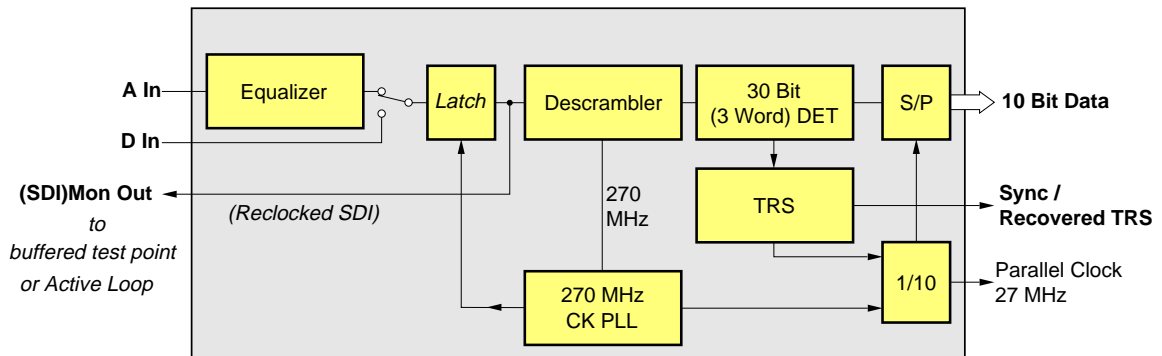 A In
Equalizer
Latch
Descrambler
30 Bit
(3 Word) DET
S/P
10 Bit Data
D In
(SDI)Mon Out
(Reclocked SDI)
to
buffered test point
or Active Loop
270
MHz
TRS
Sync /
Recovered TRS
270 MHz
CK PLL
1/10
Parallel Clock
27 MHz